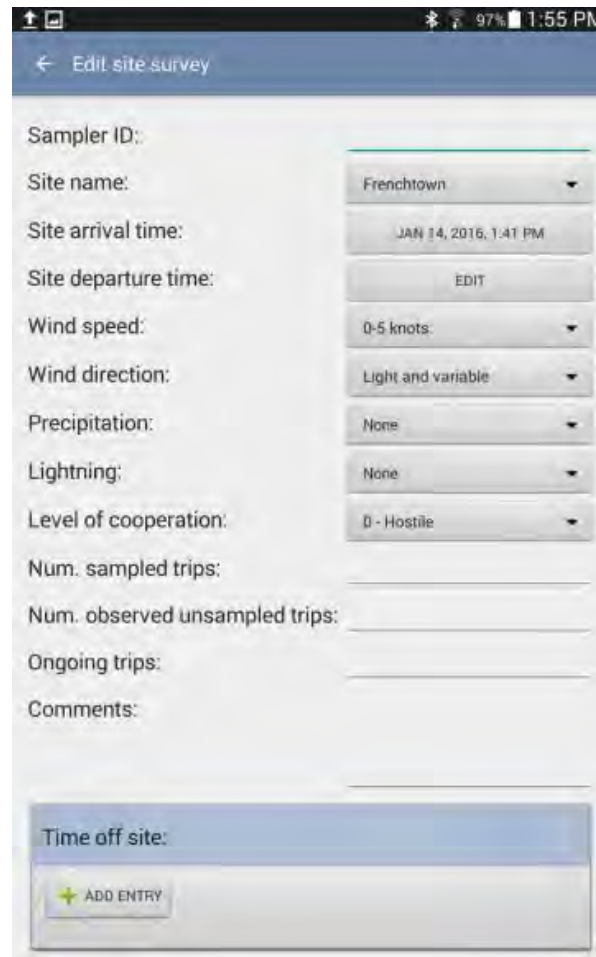 97% 1:55 PM
← Edit site survey
Sampler ID:
Site name: Frenchtown
Site arrival time: JAN 14, 2016, 1:41 PM
Site departure time: EDIT
Wind speed: 0-5 knots
Wind direction: Light and variable
Precipitation: None
Lightning: None
Level of cooperation: 0 - Hostile
Num. sampled trips:
Num. observed unsampled trips:
Ongoing trips:
Comments:
Time off site:
+ ADD ENTRY